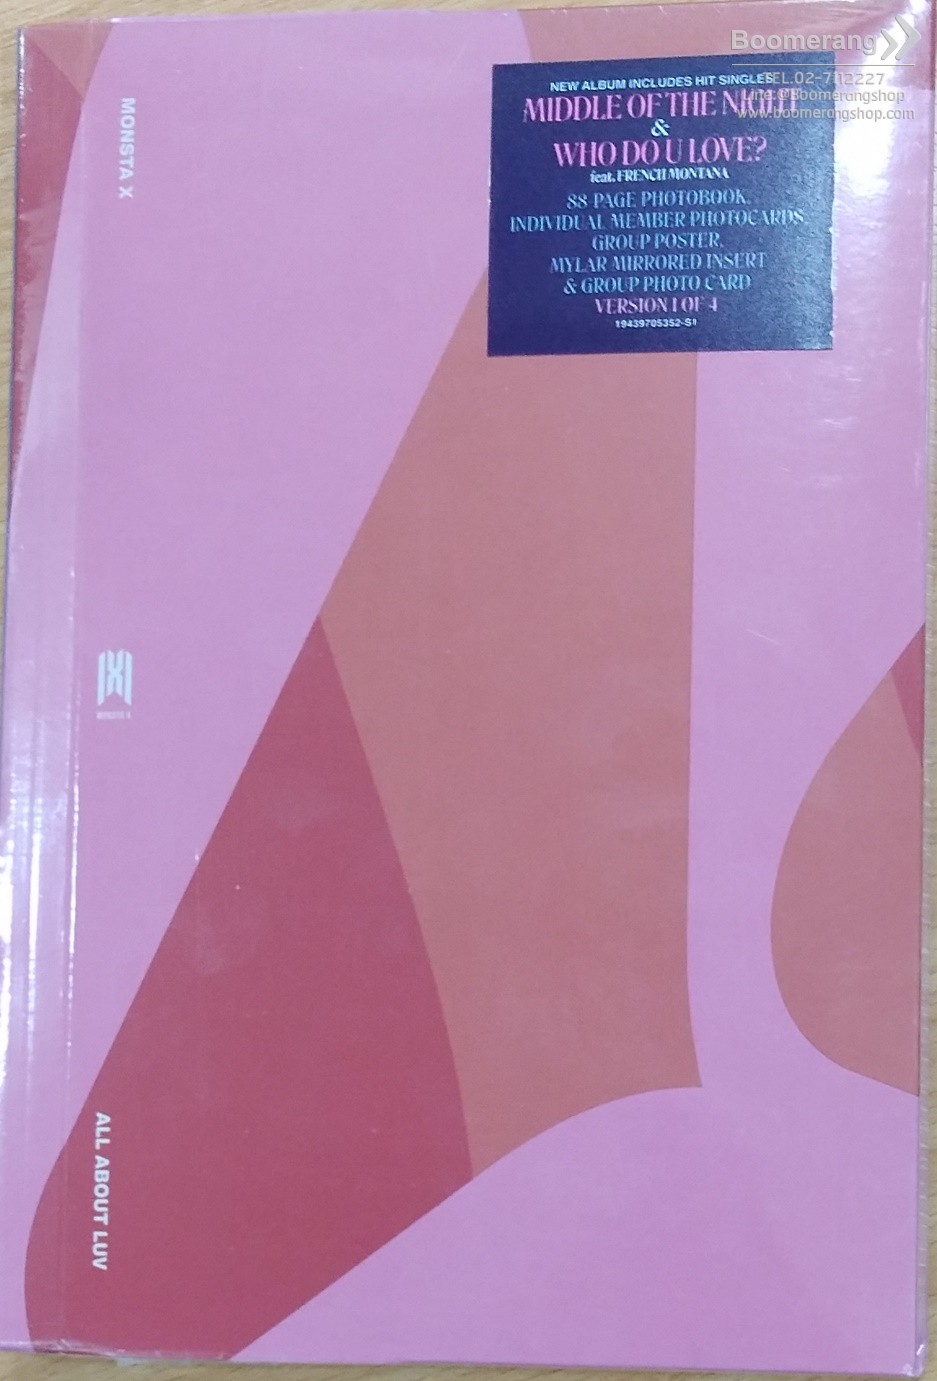 Boomerang
TEL.02-7112227
Line:@Boomerangshop
www.boomerangshop.com
NEW ALBUM INCLUDES HIT SINGLES
MIDDLE OF THE NIGHT
&
WHO DO U LOVE?
feat. FRENCH MONTANA
88 PAGE PHOTOBOOK,
INDIVIDUAL MEMBER PHOTOCARDS,
GROUP POSTER,
MYLAR MIRRORED INSERT
& GROUP PHOTO CARD
VERSION 1 OF 4
19439705352-S1
MONSTA X
MONSTA X
ALL ABOUT LUV